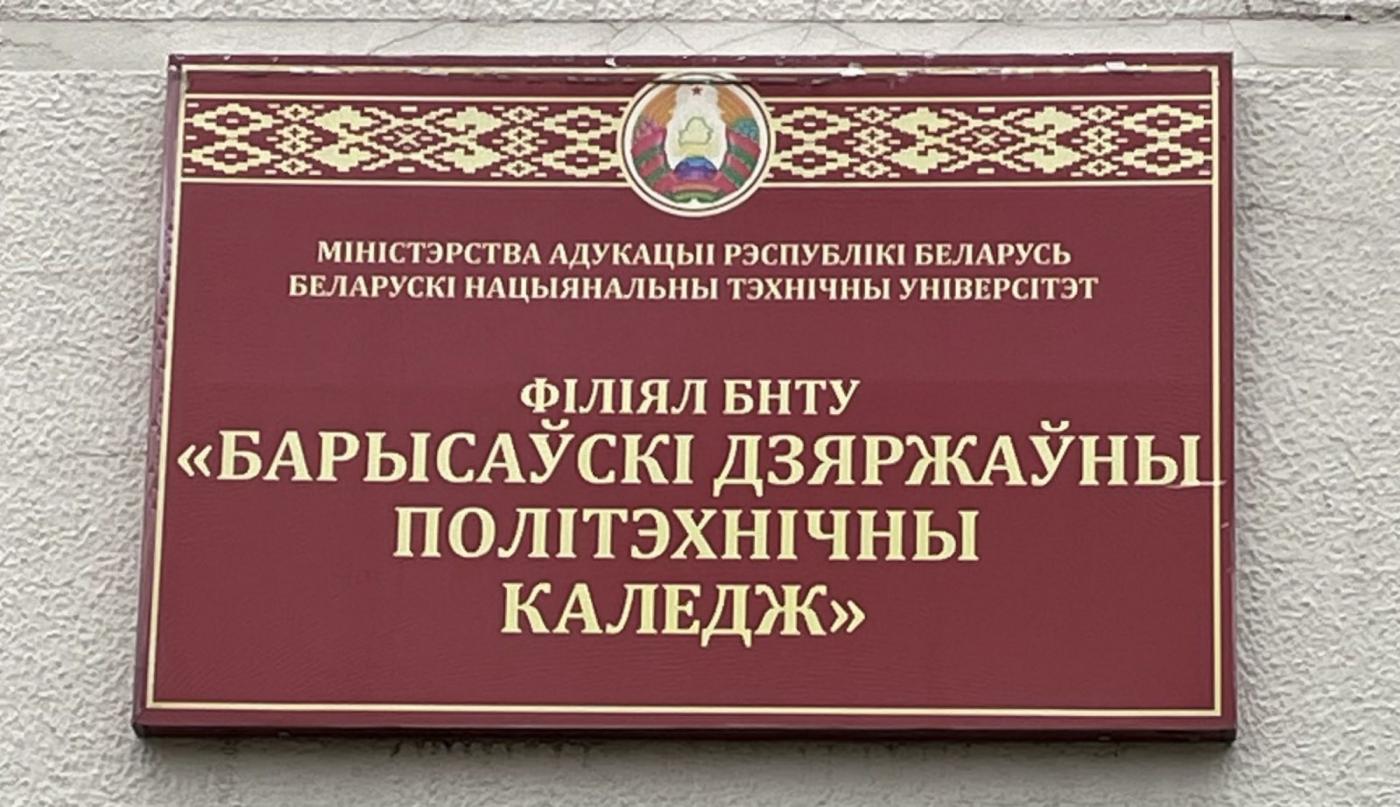 МІНІСТЭРСТВА АДУКАЦЫІ РЭСПУБЛІКІ БЕЛАРУСЬ
БЕЛАРУСКІ НАЦЫЯНАЛЬНЫ ТЭХНІЧНЫ УНІВЕРСІТЭТ
ФІЛІЯЛ БНТУ
«БАРЫСАЎСКІ ДЗЯРЖАЎНЫ
ПОЛІТЭХНІЧНЫ
КАЛЕДЖ»